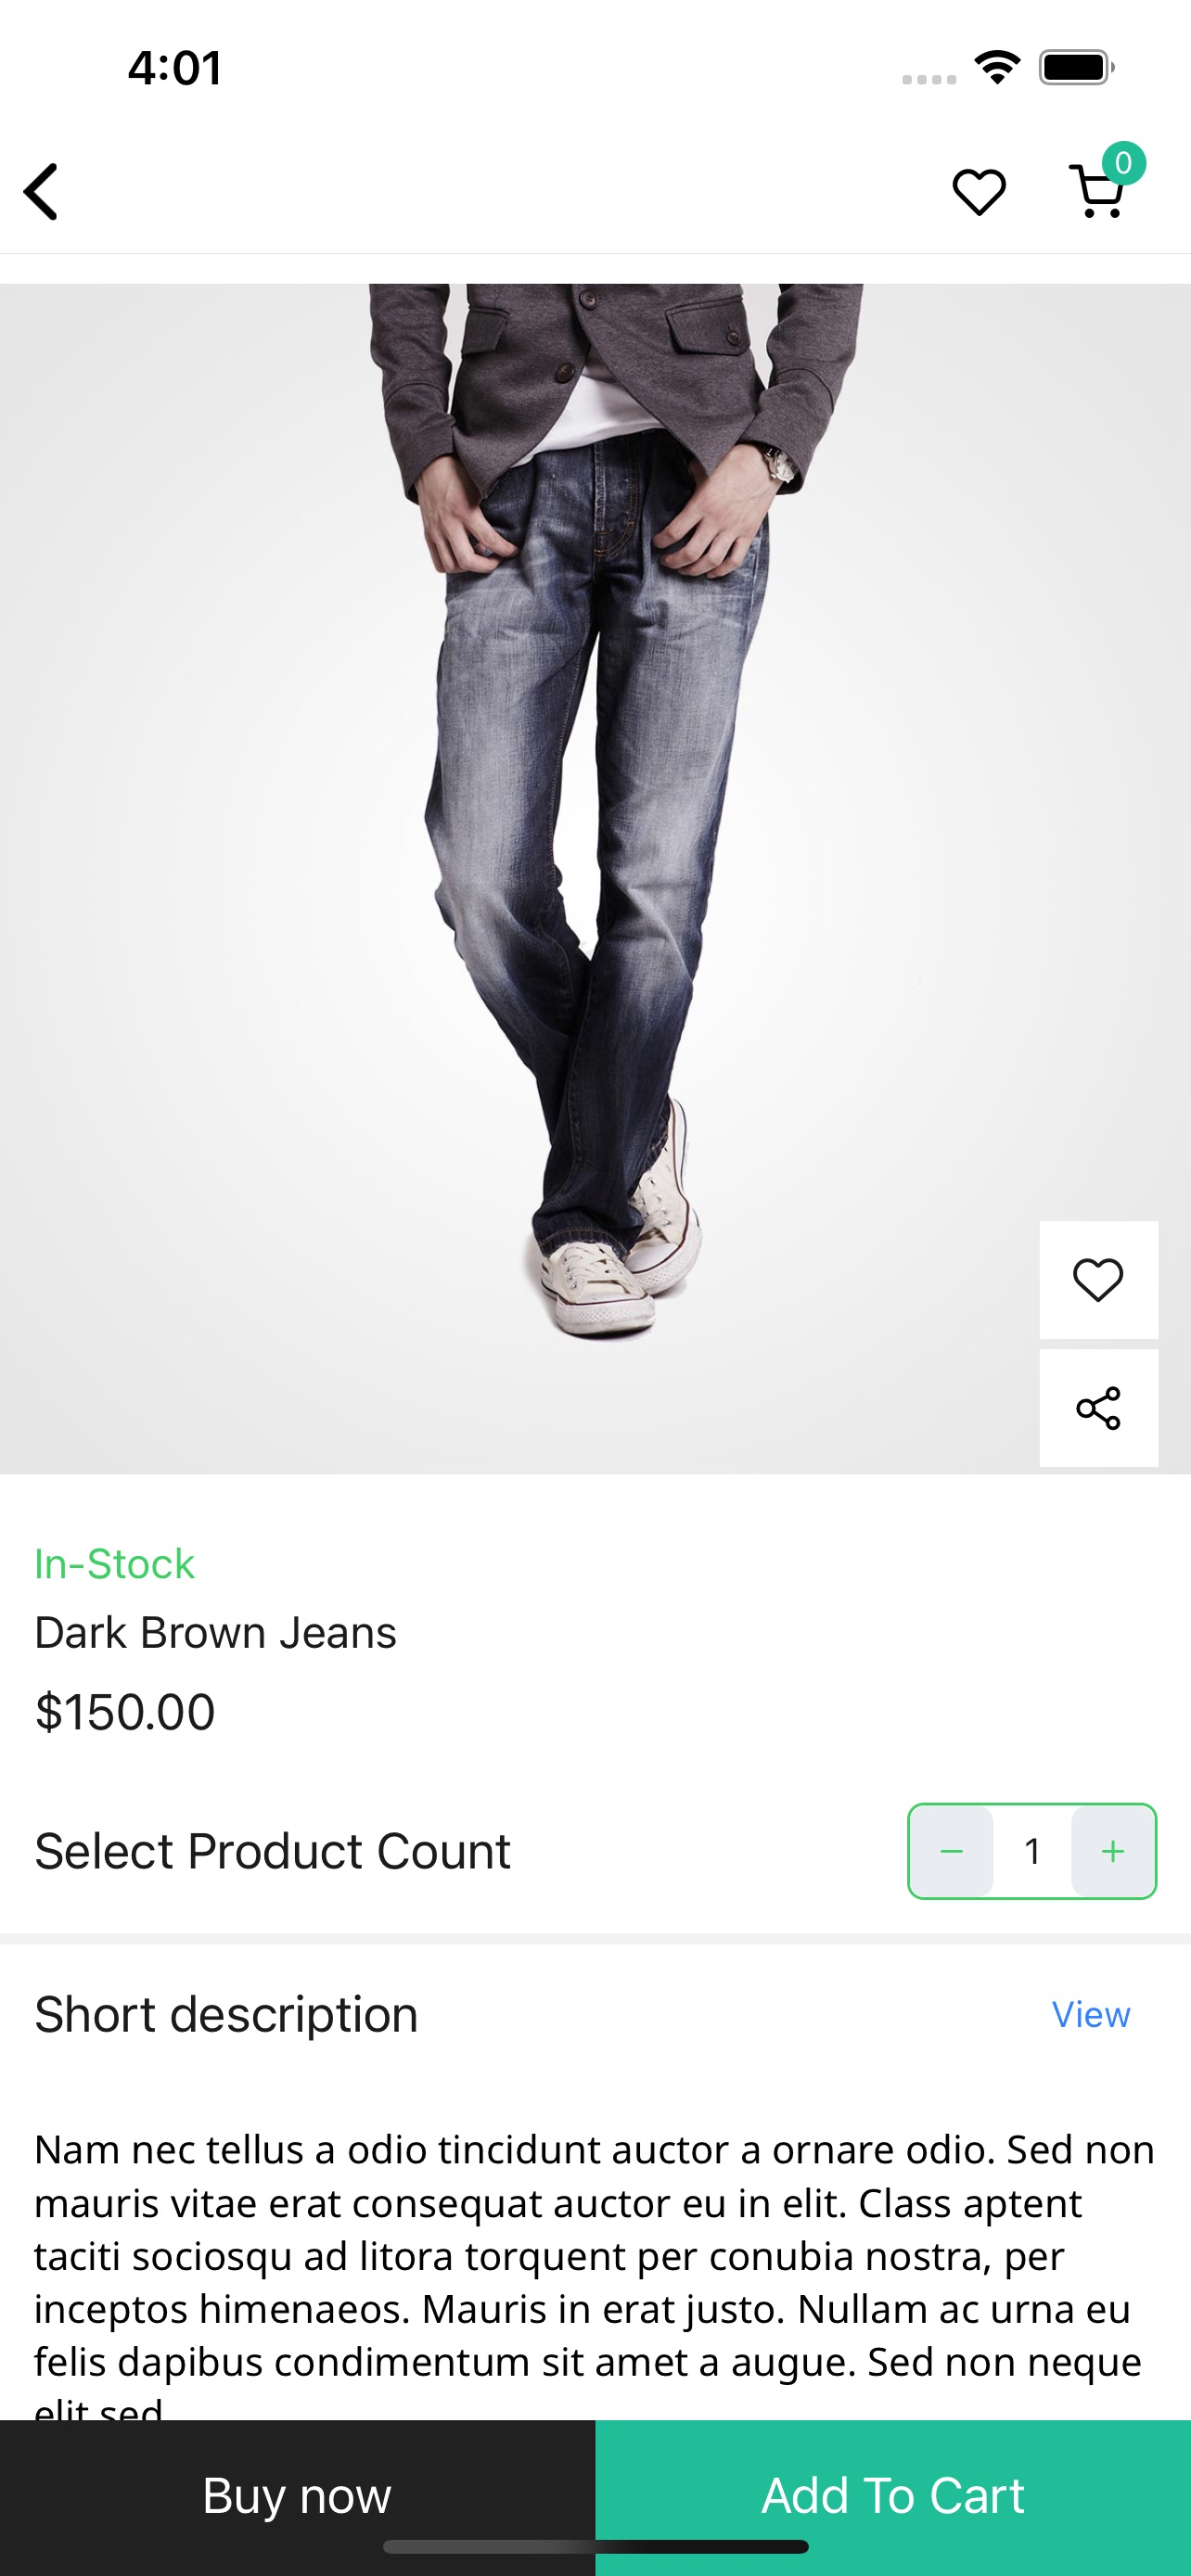 4:01
0
In-Stock
Dark Brown Jeans
$150.00
Select Product Count
− 1 +
Short description
View
Nam nec tellus a odio tincidunt auctor a ornare odio. Sed non
mauris vitae erat consequat auctor eu in elit. Class aptent
taciti sociosqu ad litora torquent per conubia nostra, per
inceptos himenaeos. Mauris in erat justo. Nullam ac urna eu
felis dapibus condimentum sit amet a augue. Sed non neque
elit sed
Buy now
Add To Cart